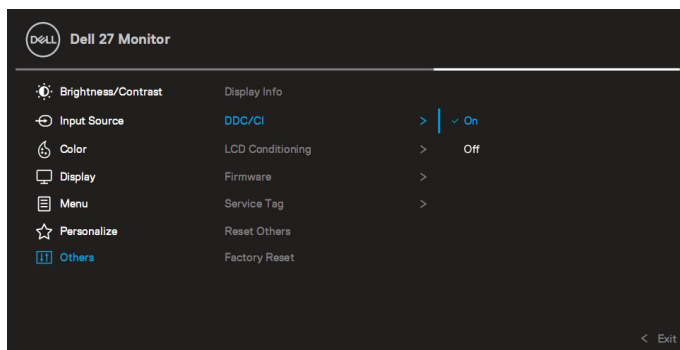 DELL Dell 27 Monitor
Brightness/Contrast Display Info
Input Source DDC/CI > ✓ On
Color LCD Conditioning > Off
Display Firmware >
Menu Service Tag >
Personalize Reset Others
Others Factory Reset
< Exit